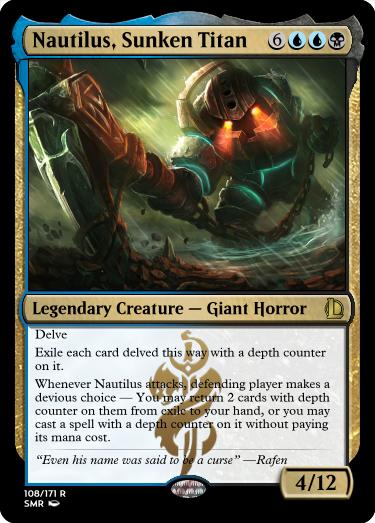 Nautilus, Sunken Titan 6
Legendary Creature — Giant Horror
Delve
Exile each card delved this way with a depth counter
on it.
Whenever Nautilus attacks, defending player makes a
devious choice — You may return 2 cards with depth
counter on them from exile to your hand, or you may
cast a spell with a depth counter on it without paying
its mana cost.
“Even his name was said to be a curse” —Rafen
4/12
108/171 R
SMR